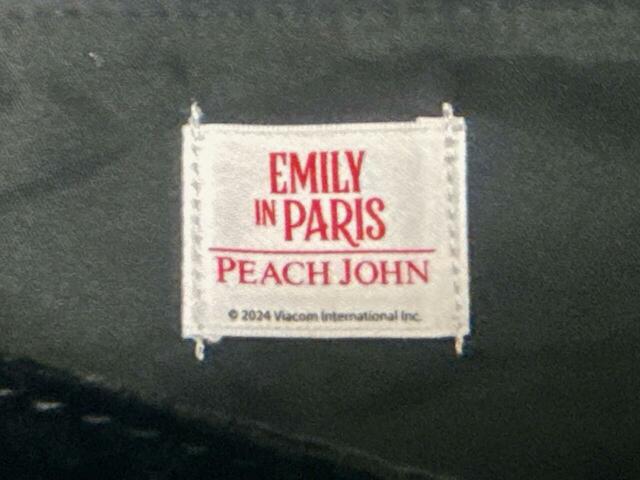 EMILY
IN PARIS
PEACH JOHN
© 2024 Viacom International Inc.